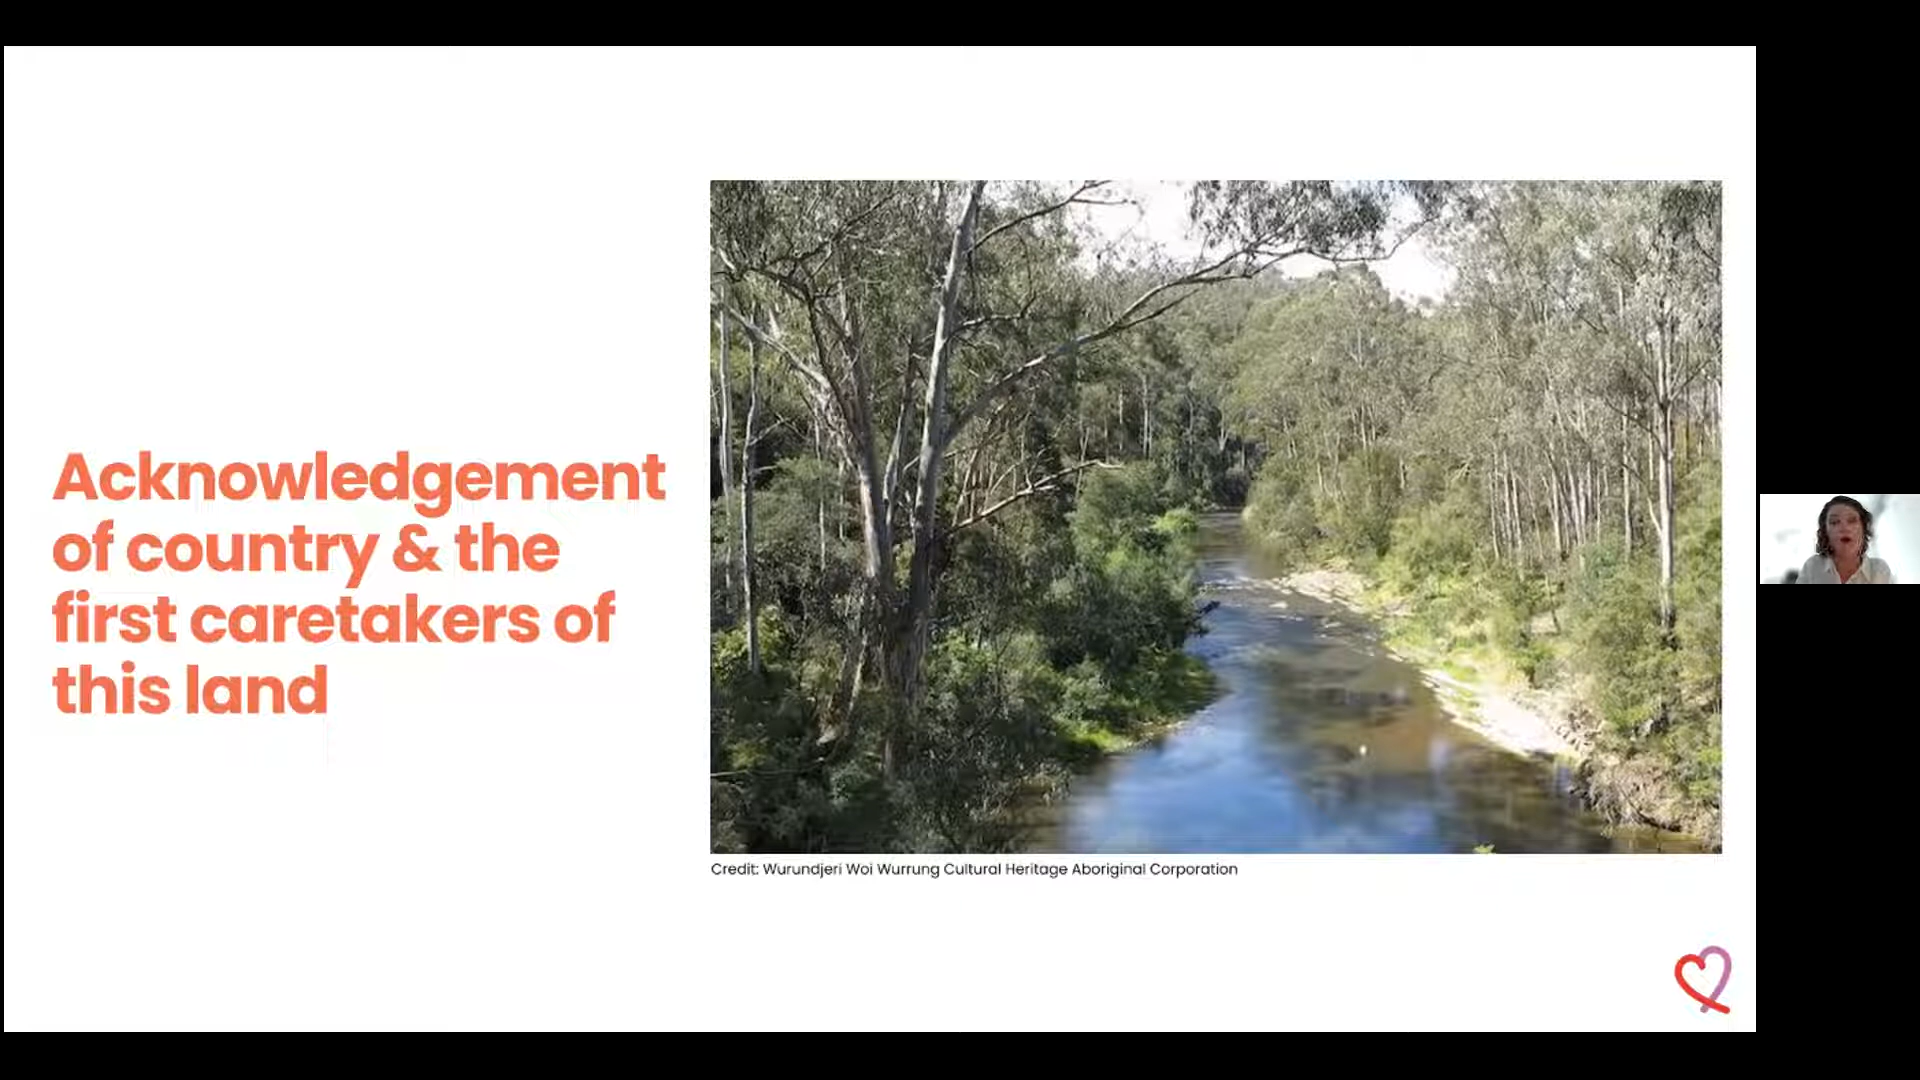 Acknowledgement
of country & the
first caretakers of
this land
Credit: Wurundjeri Woi Wurrung Cultural Heritage Aboriginal Corporation